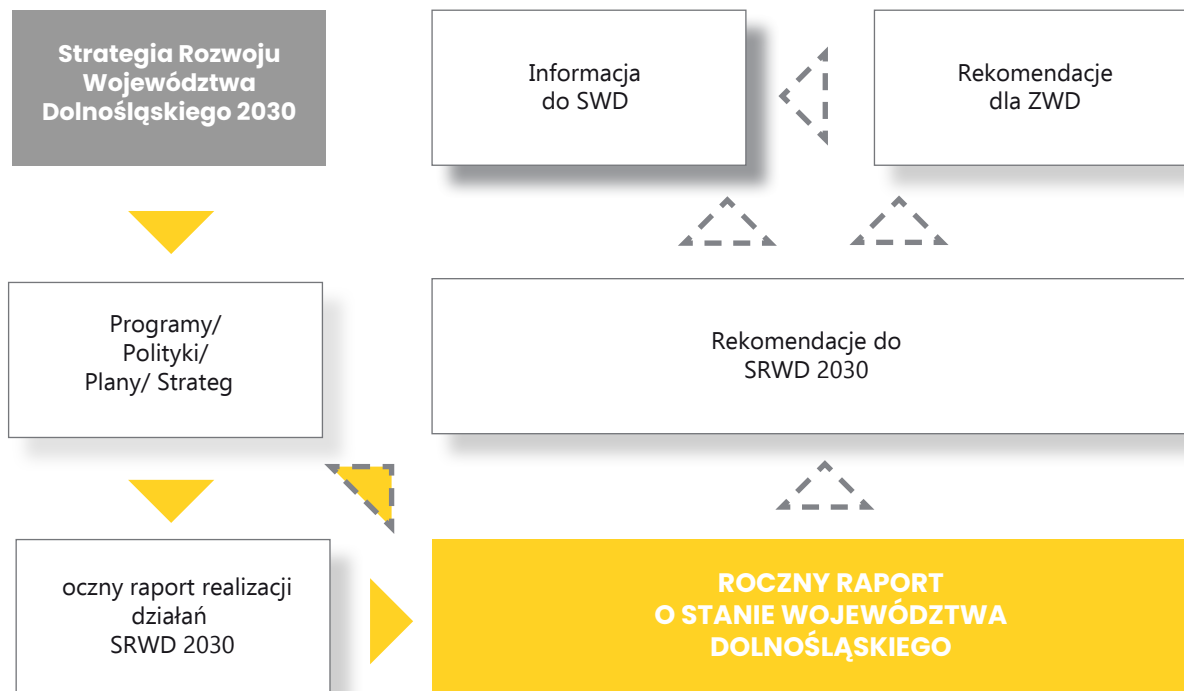 Strategia Rozwoju
Województwa
Dolnośląskiego 2030
Informacja
do SWD
Rekomendacje
dla ZWD
Programy/
Polityki/
Plany/ Strateg
Rekomendacje do
SRWD 2030
oczny raport realizacji
działań
SRWD 2030
ROCZNY RAPORT
O STANIE WOJEWÓDZTWA
DOLNOŚLĄSKIEGO